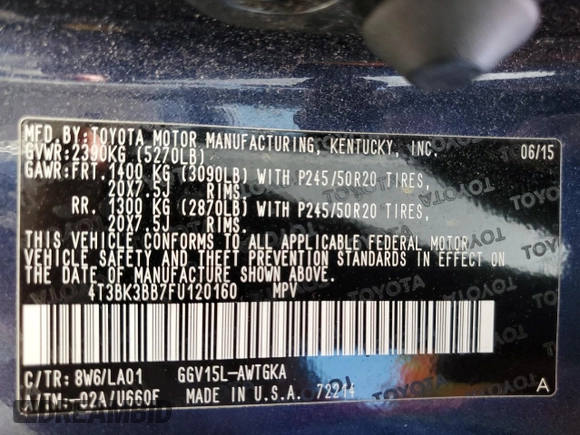 MFD.BY:TOYOTA MOTOR MANUFACTURING, KENTUCKY, INC. 06/15
GVWR:2390KG (5270LB)
GAWR:FRT.1400 KG (3090LB) WITH P245/50R20 TIRES,
20X7.5J RIMS.
RR. 1300 KG (2870LB) WITH P245/50R20 TIRES,
20X7.5J RIMS.
THIS VEHICLE CONFORMS TO ALL APPLICABLE FEDERAL MOTOR
VEHICLE SAFETY AND THEFT PREVENTION STANDARDS IN EFFECT
ON THE DATE OF MANUFACTURE SHOWN ABOVE.
4T3BK3BB7FU120160 MPV
C/TR: 8W6/LA01 GGV15L-AWTGKA
A/TM:-02A/U660F MADE IN U.S.A. 72214 A
DREAMBID